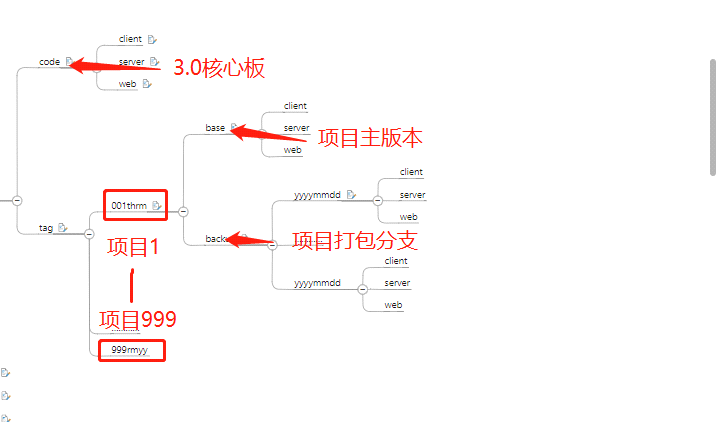 client
code
server
3.0核心板
web
client
base
server
项目主版本
web
client
yyyymmdd
server
001thrm
web
tag
项目1
项目打包分支
client
yyyymmdd
server
web
项目999
999rmyy